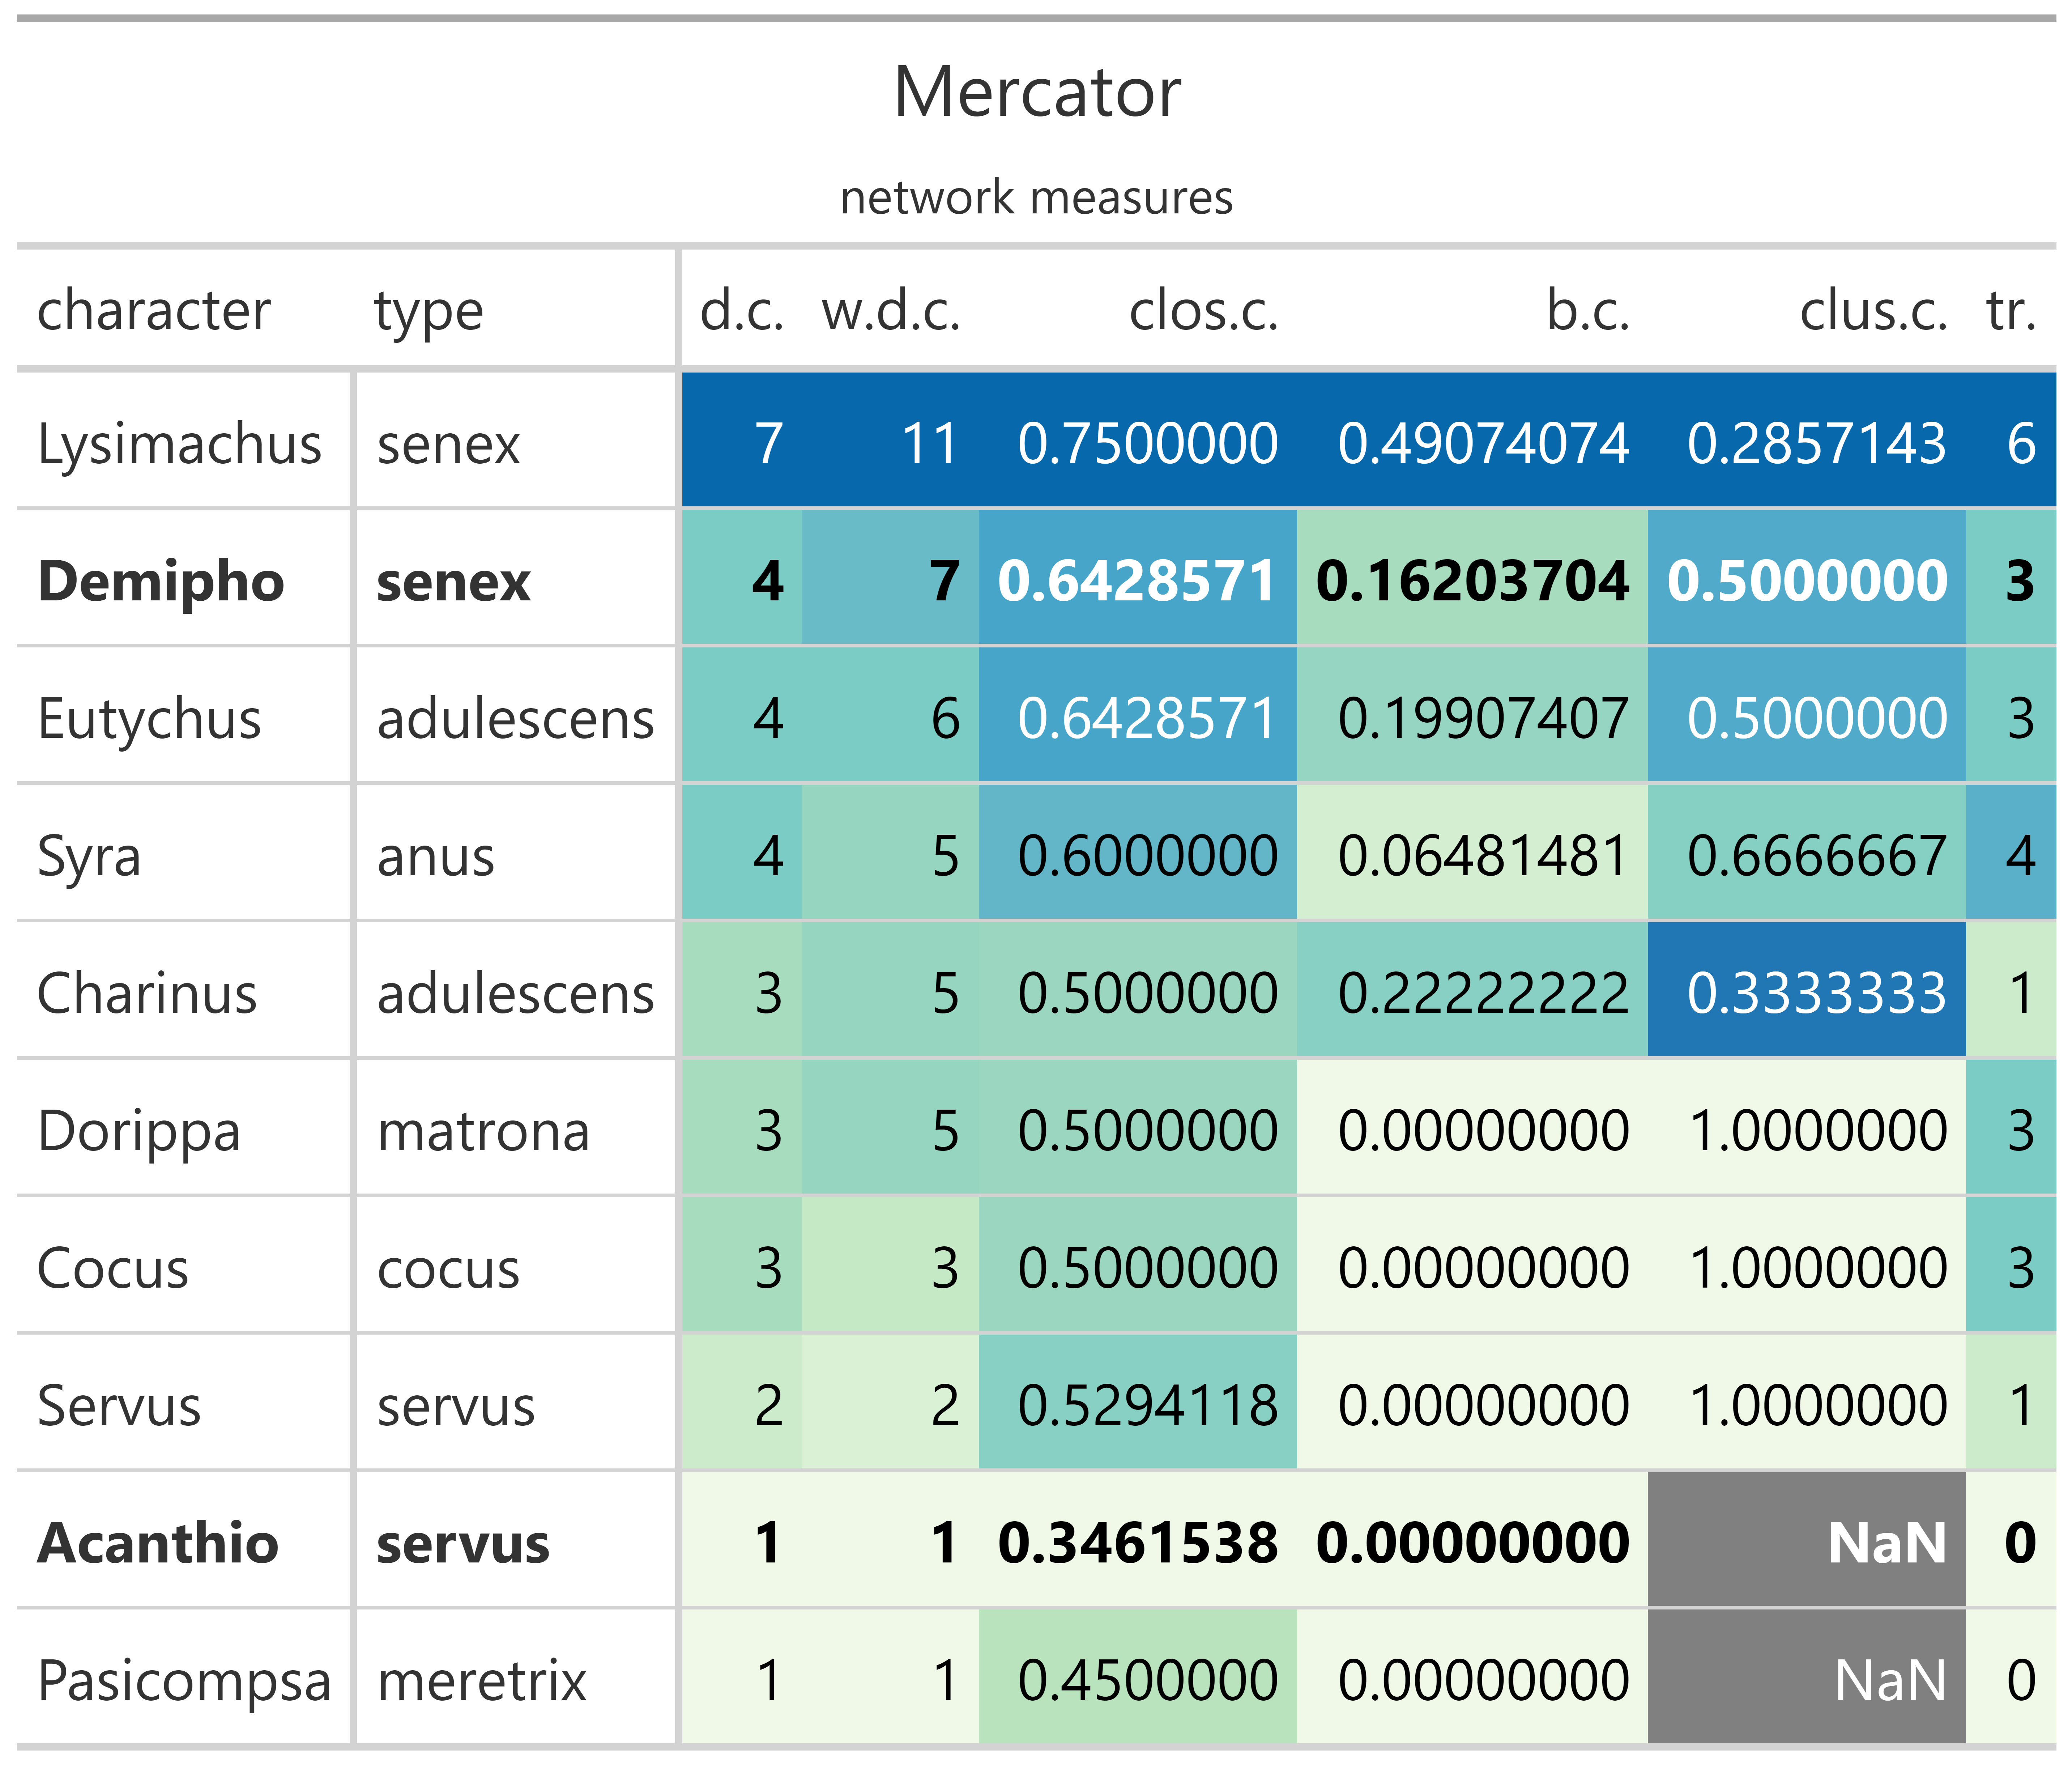 Mercator
network measures
character type d.c. w.d.c. clos.c. b.c. clus.c. tr.
Lysimachus senex 7 11 0.7500000 0.49074074 0.2857143 6
Demipho senex 4 7 0.6428571 0.16203704 0.5000000 3
Eutychus adulescens 4 6 0.6428571 0.19907407 0.5000000 3
Syra anus 4 5 0.6000000 0.06481481 0.6666667 4
Charinus adulescens 3 5 0.5000000 0.22222222 0.3333333 1
Dorippa matrona 3 5 0.5000000 0.00000000 1.0000000 3
Cocus cocus 3 3 0.5000000 0.00000000 1.0000000 3
Servus servus 2 2 0.5294118 0.00000000 1.0000000 1
Acanthio servus 1 1 0.3461538 0.00000000 NaN 0
Pasicompsa meretrix 1 1 0.4500000 0.00000000 NaN 0